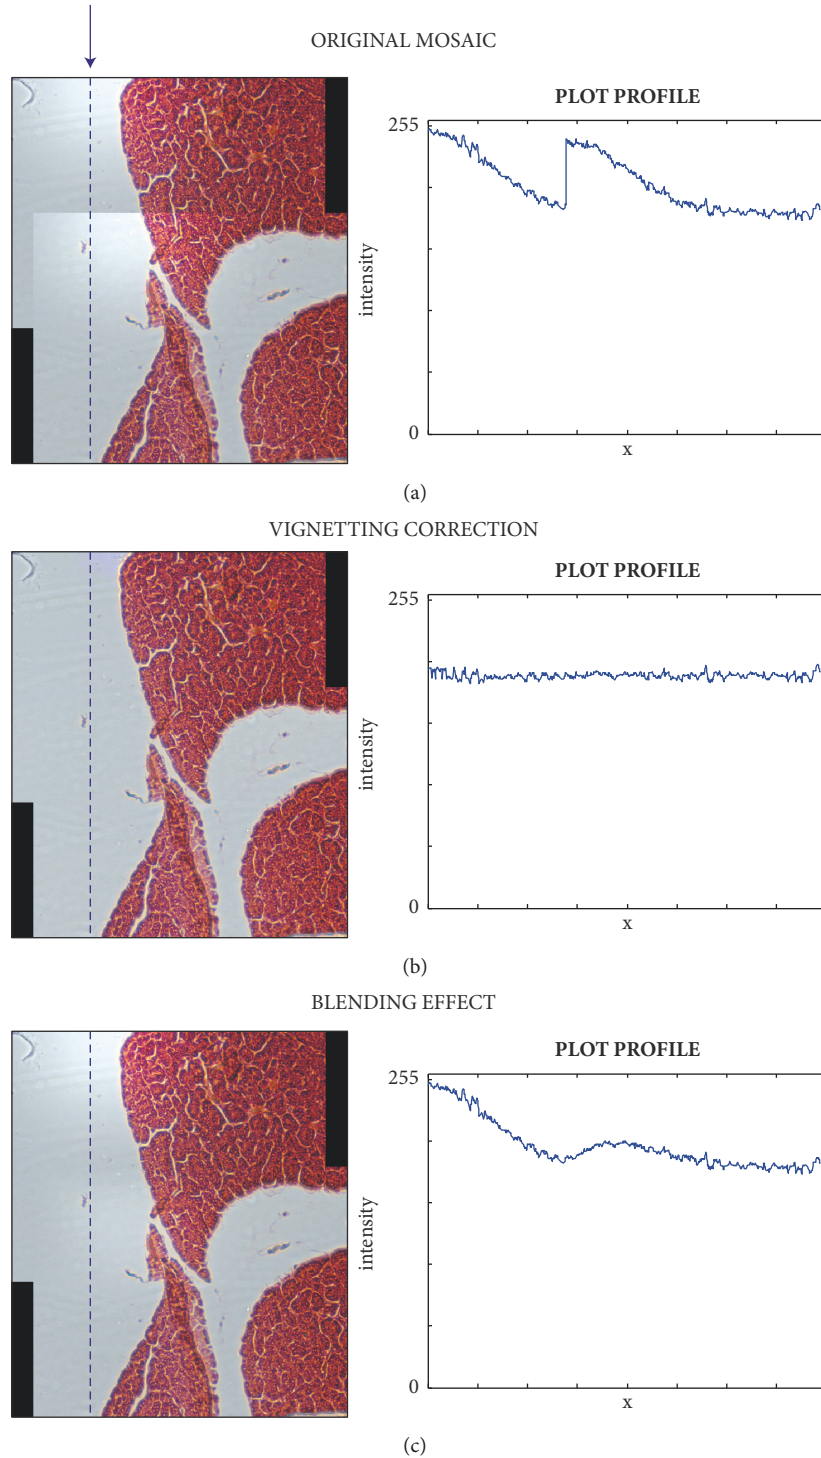 ORIGINAL MOSAIC
PLOT PROFILE
255
intensity
0
x
(a)
VIGNETTING CORRECTION
PLOT PROFILE
255
intensity
0
x
(b)
BLENDING EFFECT
PLOT PROFILE
255
intensity
0
x
(c)